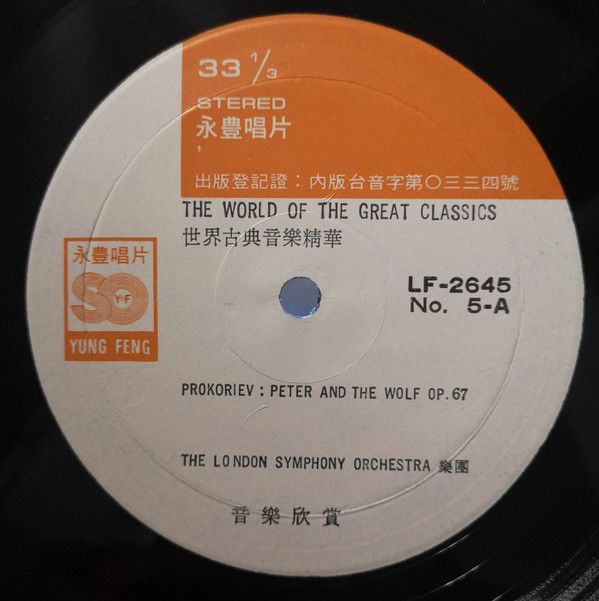 33 1/3
STERED
永豊唱片
出版登記證：內版台音字第〇三三四號
THE WORLD OF THE GREAT CLASSICS
世界古典音樂精華
永豊唱片
SO
Y-F
YUNG FENG
LF-2645
No. 5-A
PROKORIEV : PETER AND THE WOLF OP.67
THE LONDON SYMPHONY ORCHESTRA 樂團
音樂欣賞